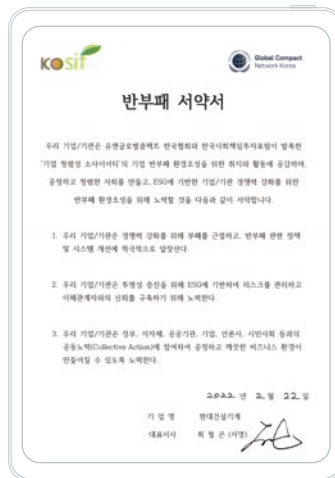 KOSIF
Global Compact
Network Korea
반부패 서약서
우리 기업/기관은 유엔글로벌콤팩트 한국협회와 한국사회책임투자포럼이 발족한
'기업 청렴성 소사이어티'의 기업 반부패 환경조성을 위한 취지와 활동에 공감하며,
공정하고 청렴한 사회를 만들고, ESG에 기반한 기업/기관 경쟁력 강화를 위한
반부패 환경조성을 위해 노력할 것을 다음과 같이 서약합니다.
1. 우리 기업/기관은 경쟁력 강화를 위해 부패를 근절하고, 반부패 관련 정책
및 시스템 개선에 적극적으로 앞장선다.
2. 우리 기업/기관은 투명성 증진을 위해 ESG에 기반하여 리스크를 관리하고
이해관계자와의 신뢰를 구축하기 위해 노력한다.
3. 우리 기업/기관은 정부, 지자체, 공공기관, 기업, 언론사, 시민사회 등과의
공동노력(Collective Action)에 참여하여 공정하고 깨끗한 비즈니스 환경이
만들어질 수 있도록 노력한다.
2022 년 2 월 22 일
기 업 명 현대건설기계
대표이사 최 철 곤 (서명)